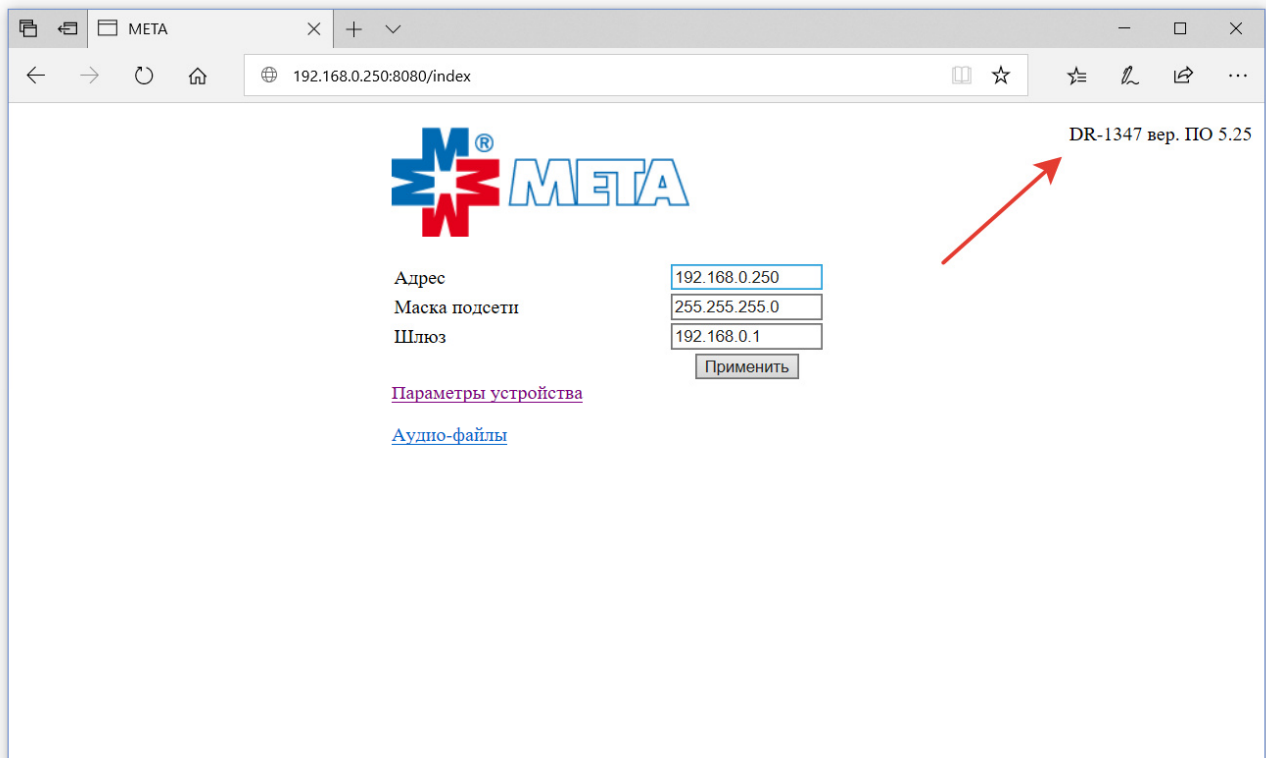 META
192.168.0.250:8080/index
DR-1347 вер. ПО 5.25
META
Адрес 192.168.0.250
Маска подсети 255.255.255.0
Шлюз 192.168.0.1
Применить
Параметры устройства
Аудио-файлы